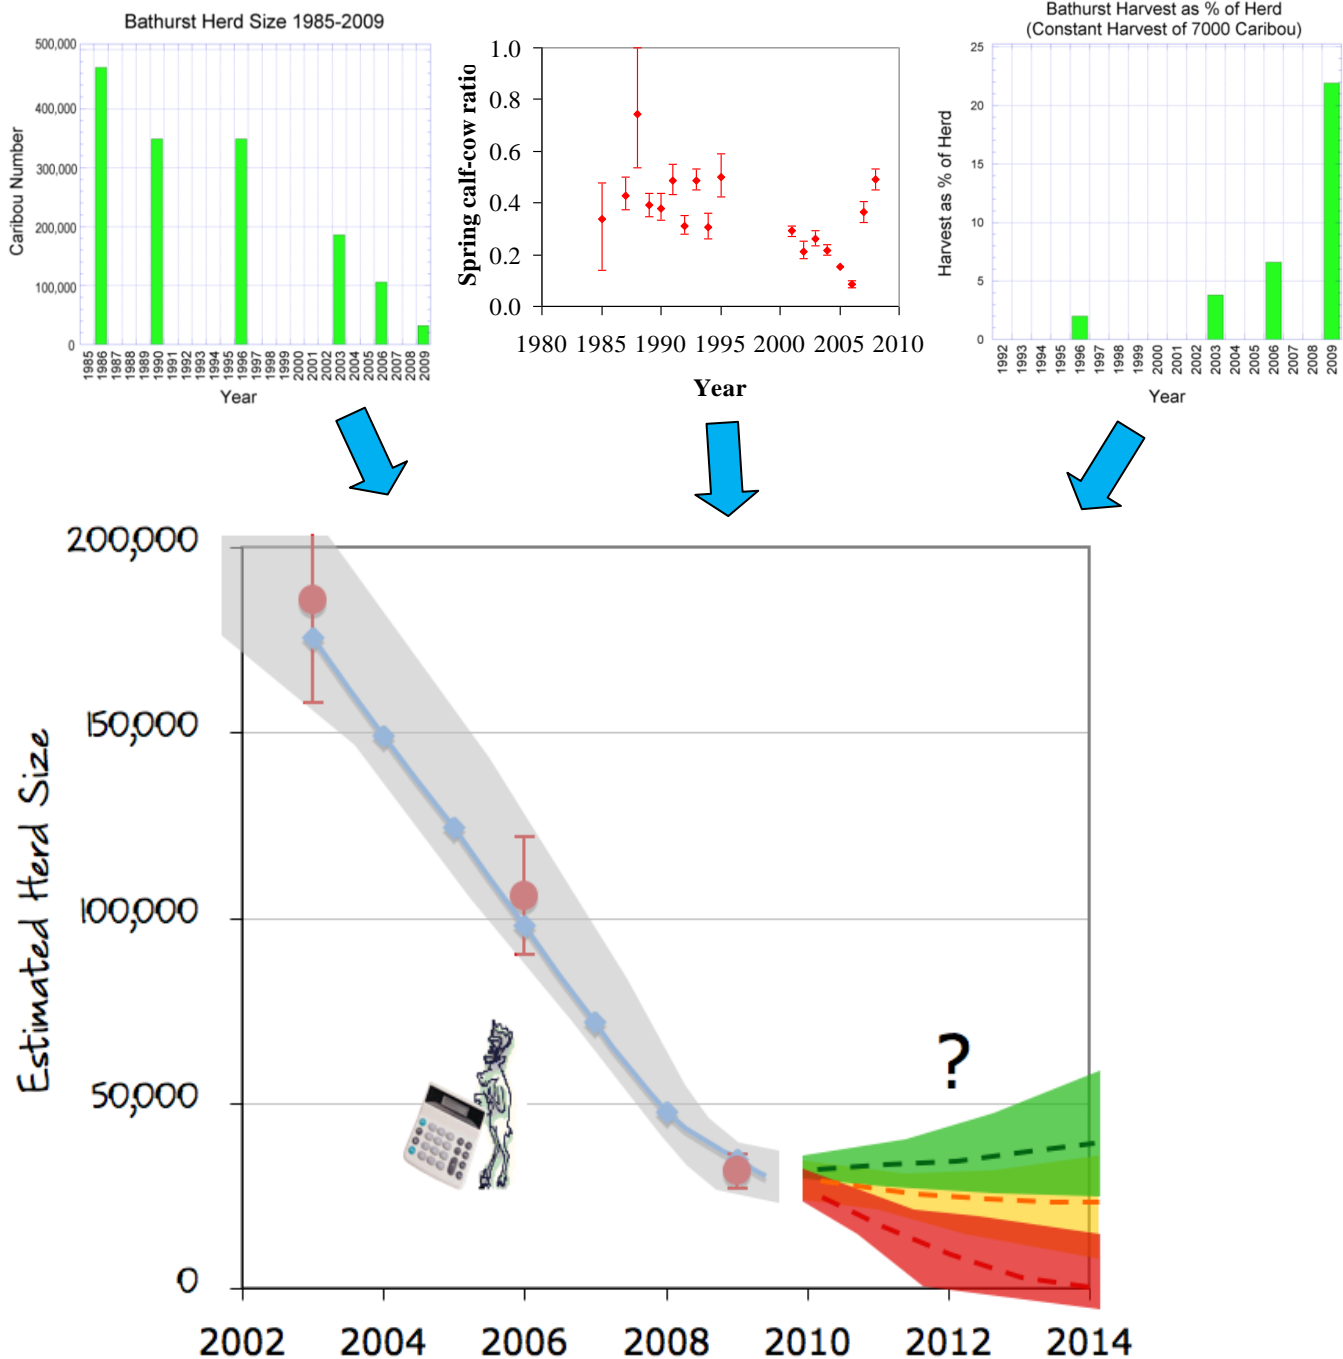 Bathurst Herd Size 1985-2009
500,000
400,000
300,000
200,000
100,000
0
Caribou Number
1985 1986 1987 1988 1989 1990 1991 1992 1993 1994 1995 1996 1997 1998 1999 2000 2001 2002 2003 2004 2005 2006 2007 2008 2009
Year
1.0
0.8
0.6
0.4
0.2
0.0
Spring calf-cow ratio
1980 1985 1990 1995 2000 2005 2010
Year
Bathurst Harvest as % of Herd
(Constant Harvest of 7000 Caribou)
25
20
15
10
5
0
Harvest as % of Herd
1992 1993 1994 1995 1996 1997 1998 1999 2000 2001 2002 2003 2004 2005 2006 2007 2008 2009
Year
200,000
150,000
100,000
50,000
0
Estimated Herd Size
?
2002 2004 2006 2008 2010 2012 2014